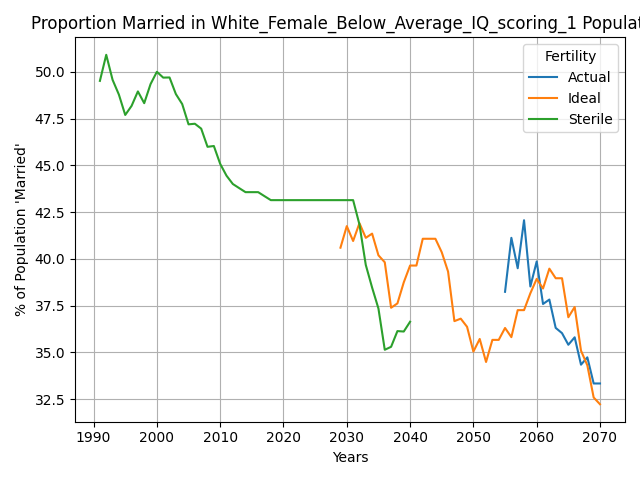 Proportion Married in White_Female_Below_Average_IQ_scoring_1 Populat
Fertility
Actual
Ideal
Sterile
% of Population 'Married'
50.0
47.5
45.0
42.5
40.0
37.5
35.0
32.5
1990 2000 2010 2020 2030 2040 2050 2060 2070
Years